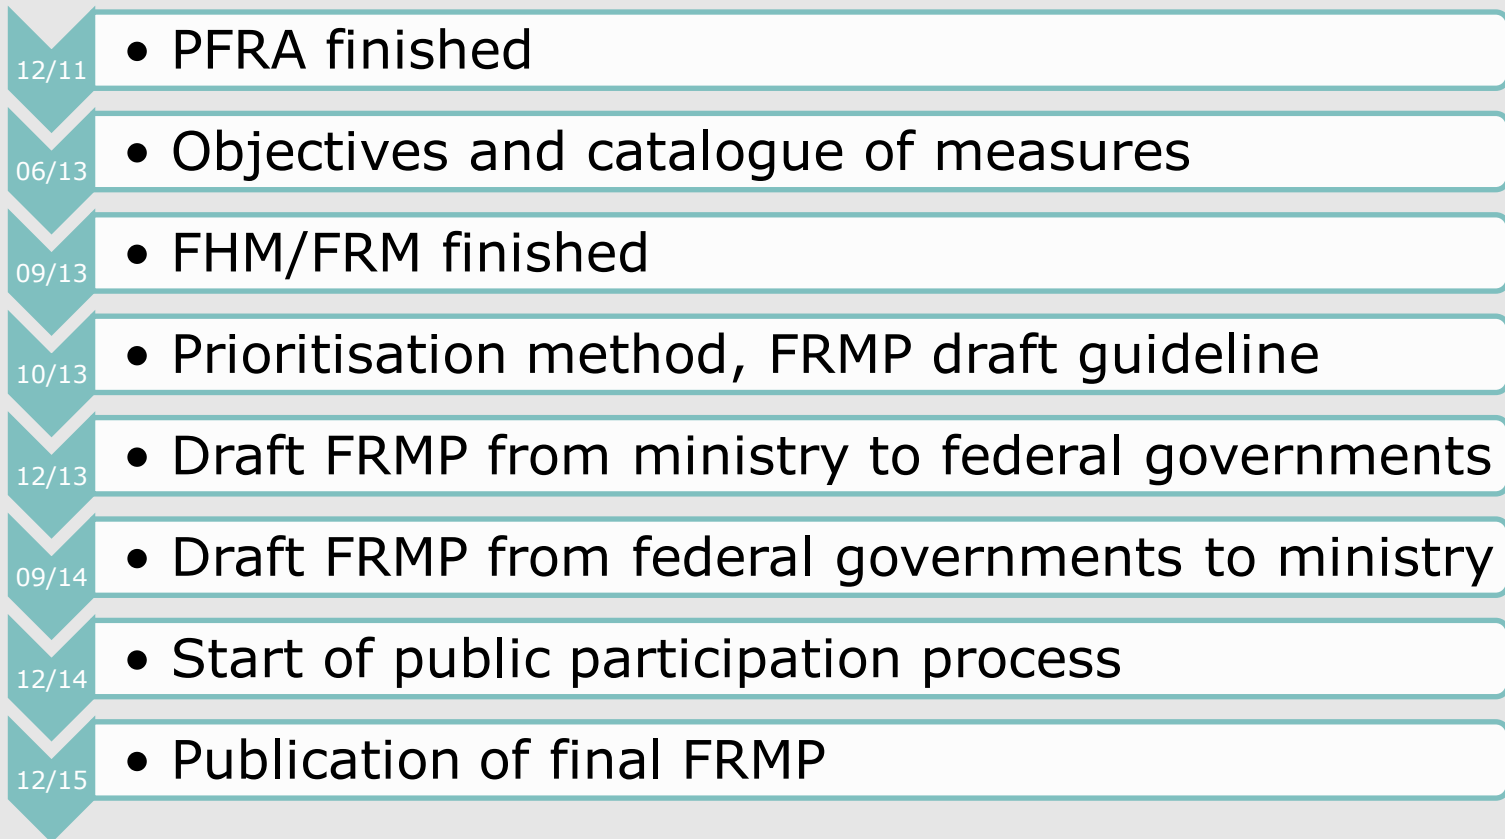 12/11 • PFRA finished
06/13 • Objectives and catalogue of measures
09/13 • FHM/FRM finished
10/13 • Prioritisation method, FRMP draft guideline
12/13 • Draft FRMP from ministry to federal governments
09/14 • Draft FRMP from federal governments to ministry
12/14 • Start of public participation process
12/15 • Publication of final FRMP